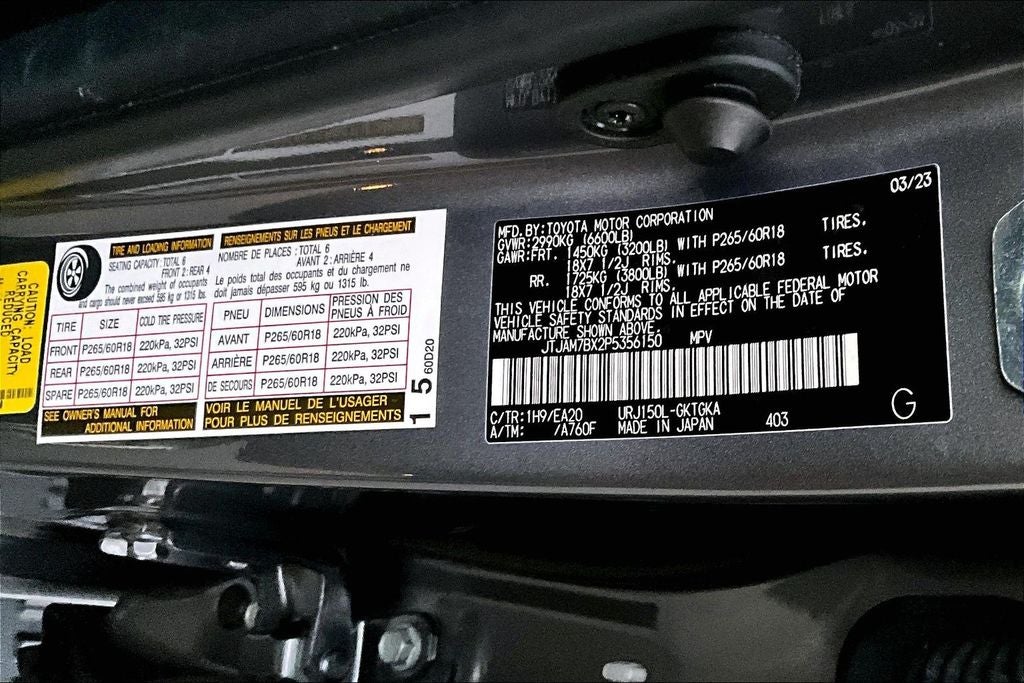 CAUTION: LOAD
CARRYING CAPACITY
REDUCED
TIRE AND LOADING INFORMATION
SEATING CAPACITY: TOTAL 6
FRONT 2: REAR 4
The combined weight of occupants
and cargo should never exceed 595 kg or 1315 lbs.
RENSEIGNEMENTS SUR LES PNEUS ET LE CHARGEMENT
NOMBRE DE PLACES : TOTAL 6
AVANT 2 : ARRIÈRE 4
Le poids total des occupants et du chargement ne
doit jamais dépasser 595 kg ou 1315 lb.
TIRE SIZE COLD TIRE PRESSURE
FRONT P265/60R18 220kPa, 32PSI
REAR P265/60R18 220kPa, 32PSI
SPARE P265/60R18 220kPa, 32PSI
SEE OWNER'S MANUAL FOR
ADDITIONAL INFORMATION
PNEU DIMENSIONS PRESSION DES
PNEUS À FROID
AVANT P265/60R18 220kPa, 32PSI
ARRIÈRE P265/60R18 220kPa, 32PSI
DE SECOURS P265/60R18 220kPa, 32PSI
VOIR LE MANUEL DE L'USAGER
POUR PLUS DE RENSEIGNEMENTS
1 5 60D20
03/23
MFD. BY: TOYOTA MOTOR CORPORATION
GVWR: 2990KG (6600LB)
GAWR: FRT. 1450KG (3200LB) WITH P265/60R18 TIRES.
18X7 1/2J RIMS.
RR. 1725KG (3800LB) WITH P265/60R18 TIRES.
18X7 1/2J RIMS.
THIS VEHICLE CONFORMS TO ALL APPLICABLE FEDERAL MOTOR
VEHICLE SAFETY STANDARDS IN EFFECT ON THE DATE OF
MANUFACTURE SHOWN ABOVE.
JTJAM7BX2P5356150 MPV
C/TR: 1H9/EA20 URJ150L-GKTGKA
A/TM: /A760F MADE IN JAPAN 403
G